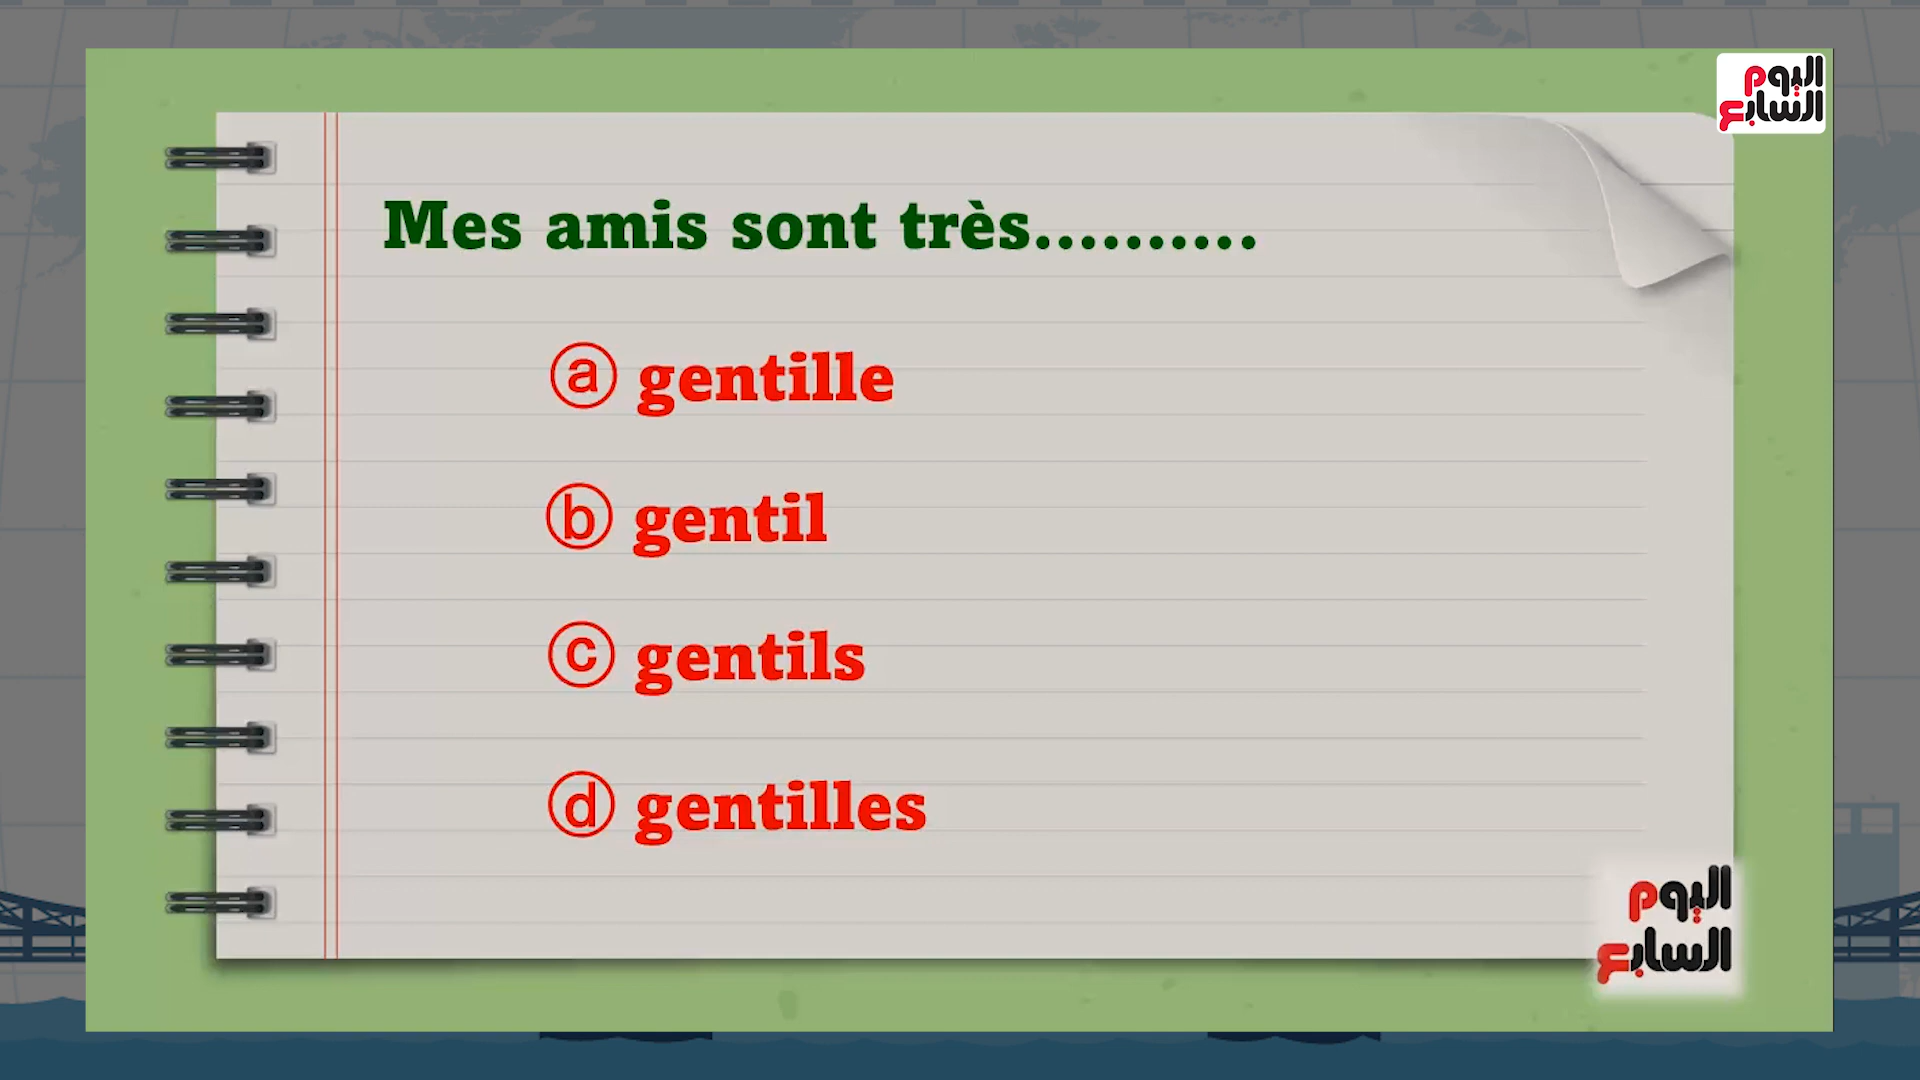 اليوم
السابع
Mes amis sont très..........
ⓐ gentille
ⓑ gentil
ⓒ gentils
ⓓ gentilles
اليوم
السابع